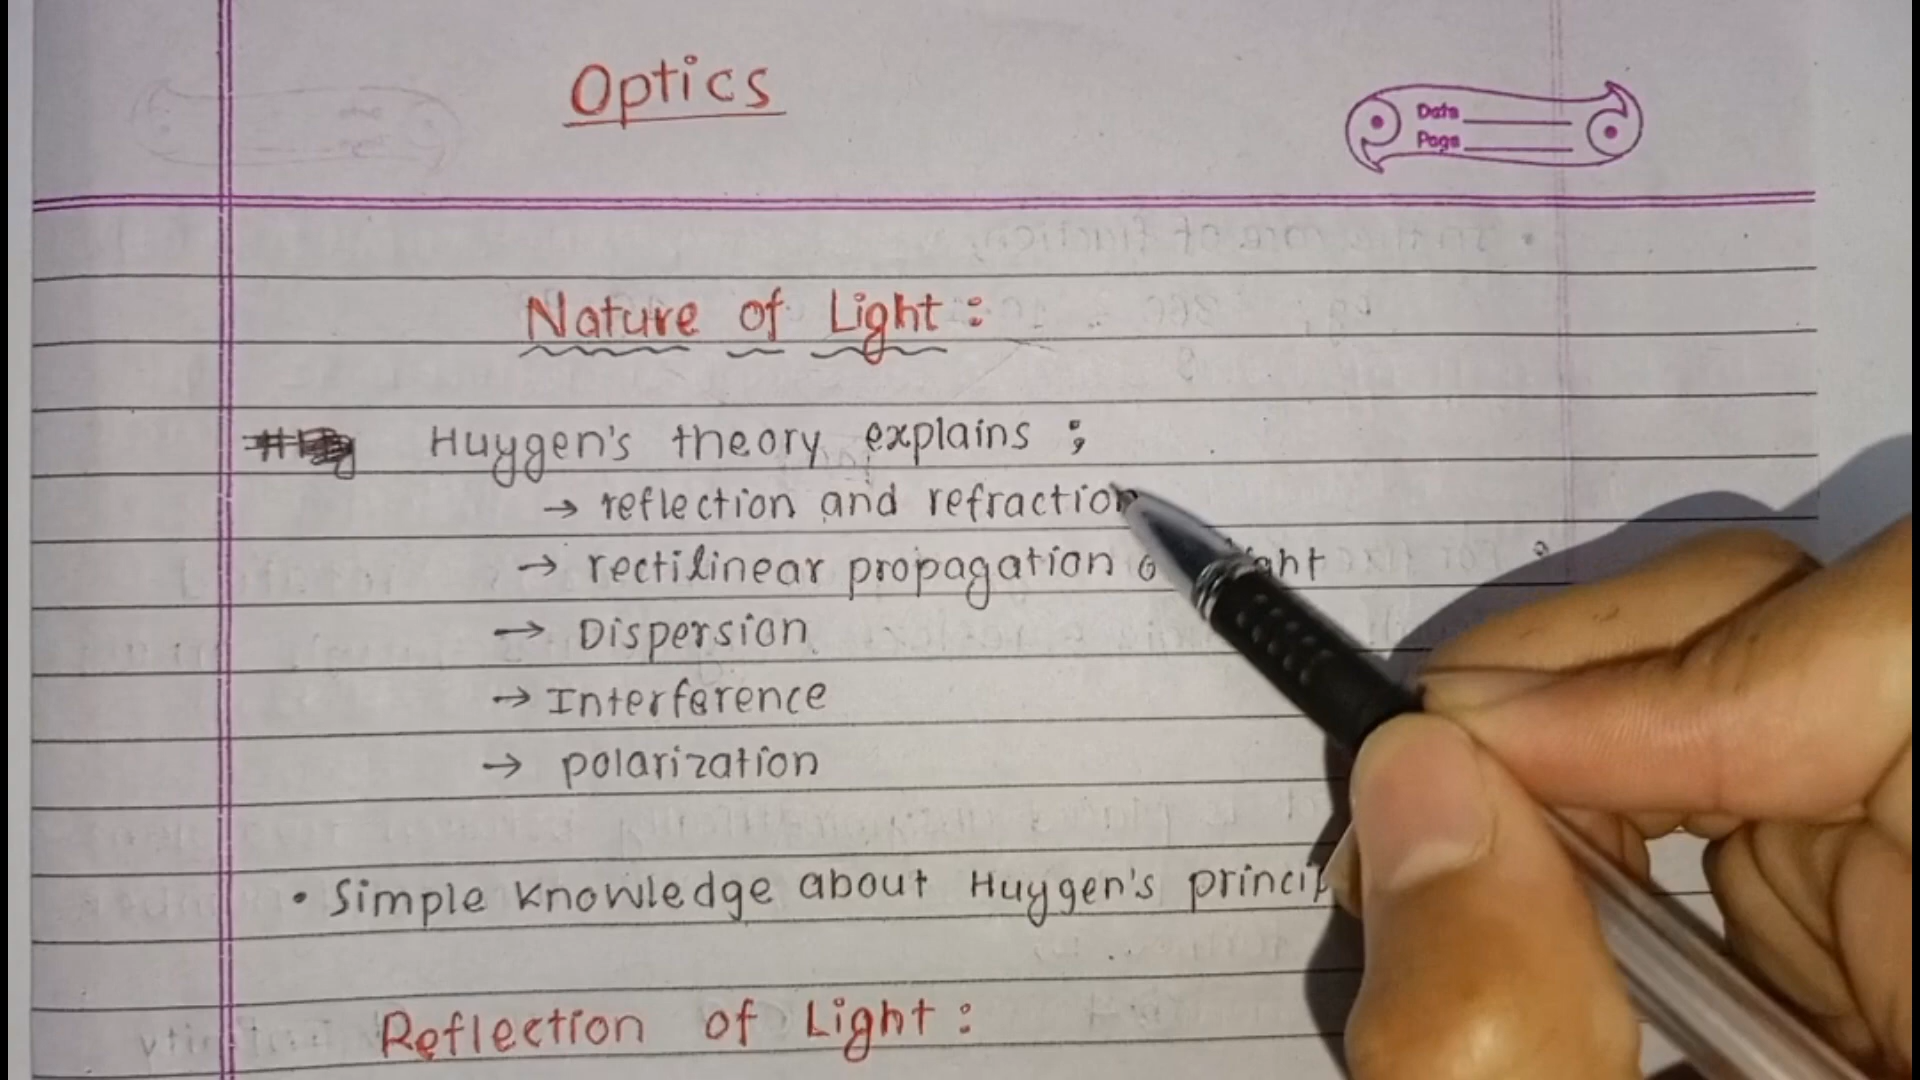 Optics
Date
Page
Nature of Light :
Huygen's theory explains ;
→ reflection and refraction
→ rectilinear propagation light
→ Dispersion
→ Interference
→ polarization
• Simple knowledge about Huygen's
Reflection of Light :